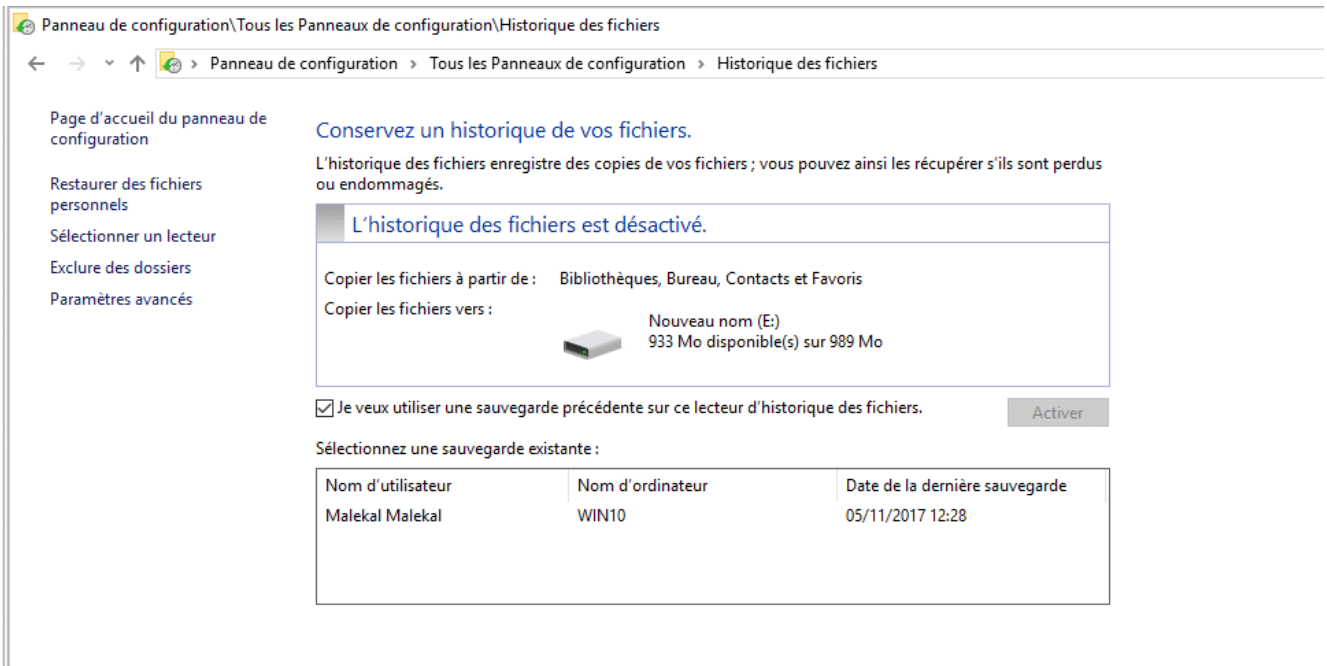 Panneau de configuration\Tous les Panneaux de configuration\Historique des fichiers
Panneau de configuration > Tous les Panneaux de configuration > Historique des fichiers
Page d'accueil du panneau de
configuration
Restaurer des fichiers
personnels
Sélectionner un lecteur
Exclure des dossiers
Paramètres avancés
Conservez un historique de vos fichiers.
L'historique des fichiers enregistre des copies de vos fichiers ; vous pouvez ainsi les récupérer s'ils sont perdus
ou endommagés.
L'historique des fichiers est désactivé.
Copier les fichiers à partir de : Bibliothèques, Bureau, Contacts et Favoris
Copier les fichiers vers :
Nouveau nom (E:)
933 Mo disponible(s) sur 989 Mo
Je veux utiliser une sauvegarde précédente sur ce lecteur d'historique des fichiers.
Activer
Sélectionnez une sauvegarde existante :
Nom d'utilisateur Nom d'ordinateur Date de la dernière sauvegarde
Malekal Malekal WIN10 05/11/2017 12:28